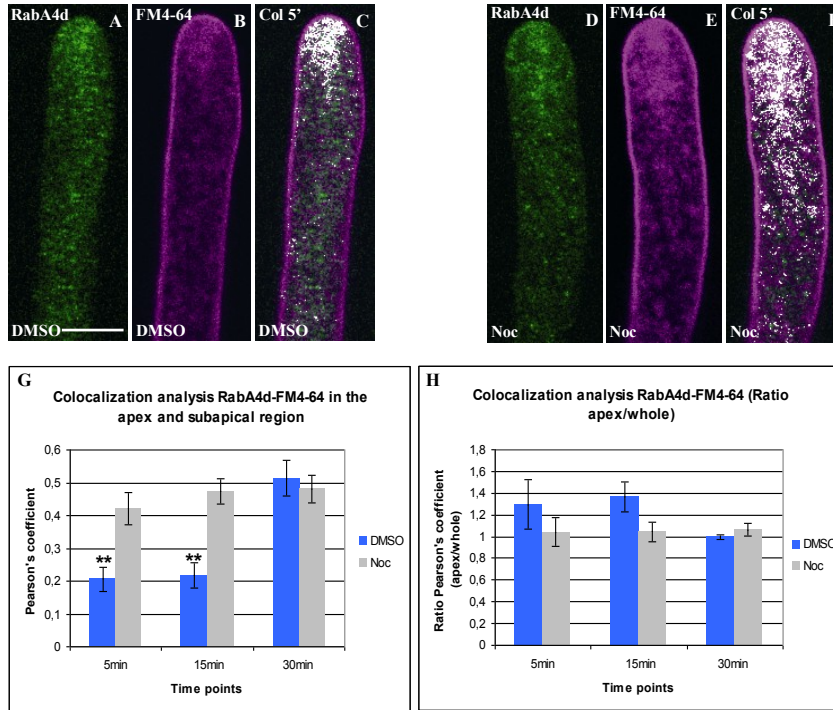 RabA4d A
FM4-64 B
Col 5' C
RabA4d D
FM4-64 E
Col 5'
DMSO
DMSO
DMSO
Noc
Noc
Noc
G
Colocalization analysis RabA4d-FM4-64 in the
apex and subapical region
Pearson's coefficient
0,6
0,5
0,4
0,3
0,2
0,1
0
**
**
5min
15min
30min
Time points
DMSO
Noc
H
Colocalization analysis RabA4d-FM4-64 (Ratio
apex/whole)
Ratio Pearson's coefficient
(apex/whole)
1,8
1,6
1,4
1,2
1
0,8
0,6
0,4
0,2
0
5min
15min
30min
Time points
DMSO
Noc